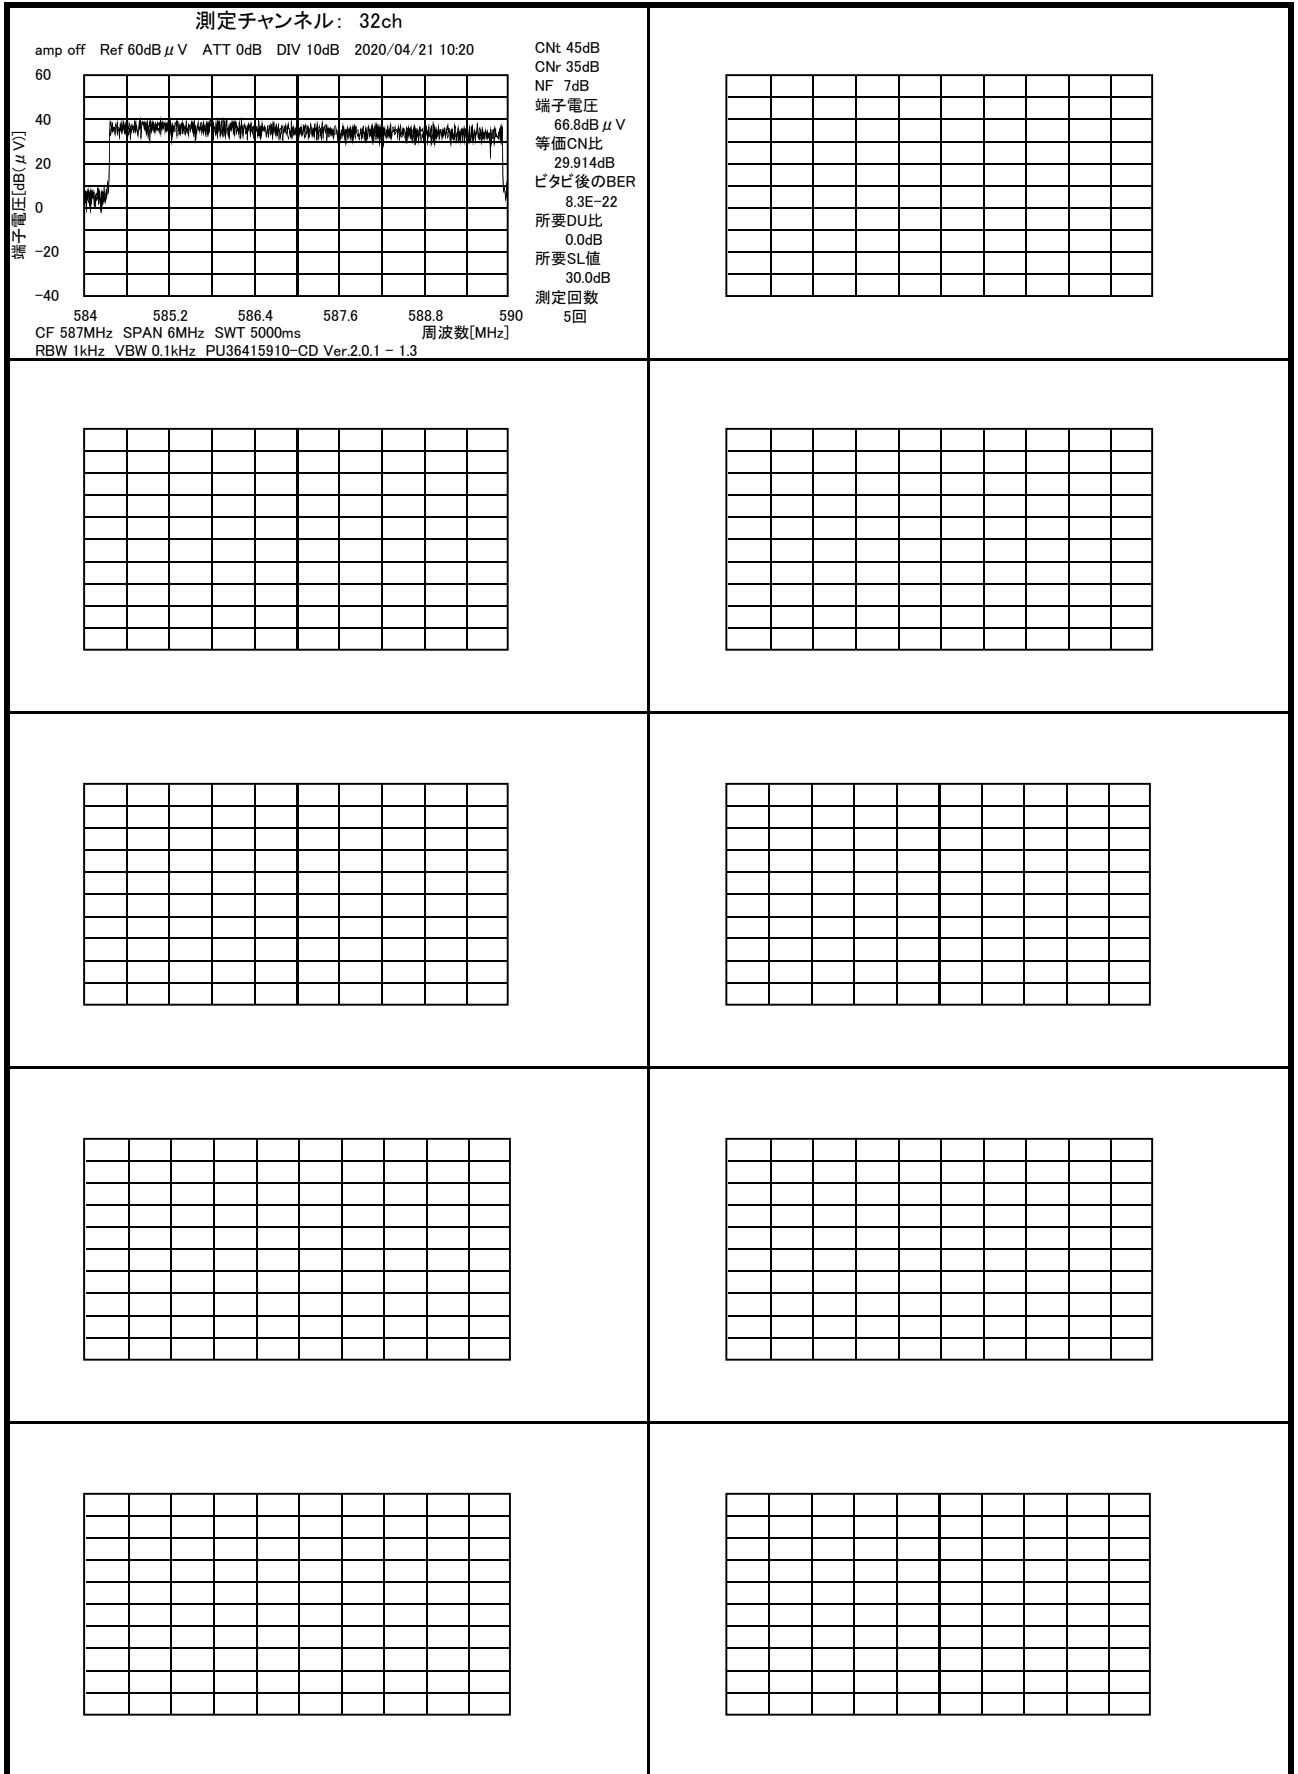 測定チャンネル: 32ch
amp off Ref 60dBμV ATT 0dB DIV 10dB 2020/04/21 10:20
CNt 45dB
CNr 35dB
NF 7dB
端子電圧
66.8dBμV
等価CN比
29.914dB
ビタビ後のBER
8.3E-22
所要DU比
0.0dB
所要SL値
30.0dB
測定回数
5回
端子電圧[dB(μV)]
60
40
20
0
-20
-40
584 585.2 586.4 587.6 588.8 590
CF 587MHz SPAN 6MHz SWT 5000ms 周波数[MHz]
RBW 1kHz VBW 0.1kHz PU36415910-CD Ver.2.0.1 - 1.3